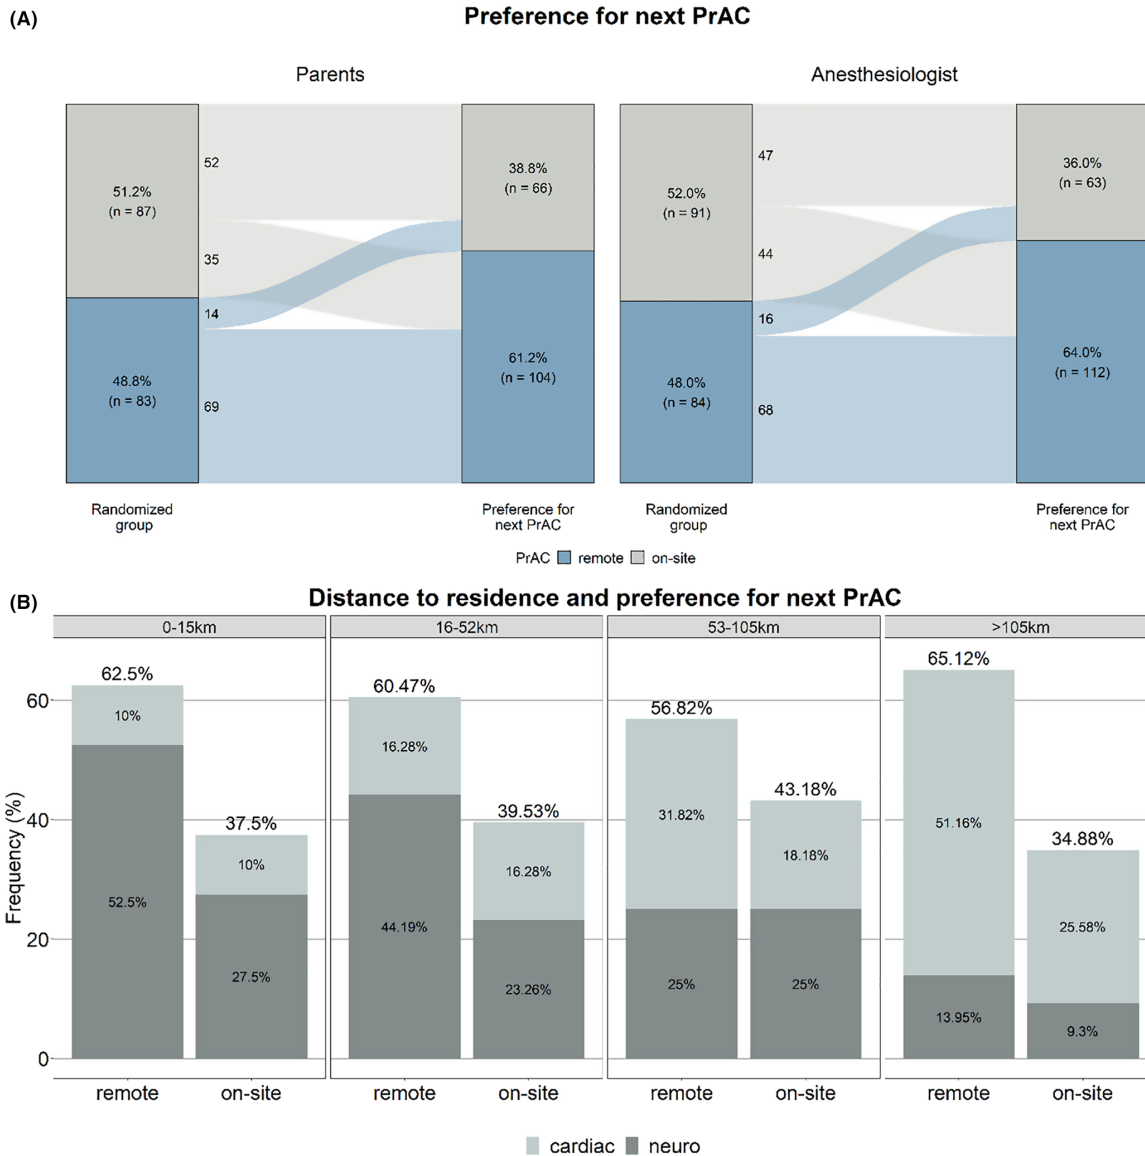 (A)
Preference for next PrAC
Parents
Anesthesiologist
51.2%
(n = 87)
48.8%
(n = 83)
52
35
14
69
38.8%
(n = 66)
61.2%
(n = 104)
52.0%
(n = 91)
48.0%
(n = 84)
47
44
16
68
36.0%
(n = 63)
64.0%
(n = 112)
Randomized
group
Preference for
next PrAC
Randomized
group
Preference for
next PrAC
PrAC remote on-site
(B)
Distance to residence and preference for next PrAC
0-15km
16-52km
53-105km
>105km
Frequency (%)
60
40
20
0
62.5%
10%
52.5%
37.5%
10%
27.5%
60.47%
16.28%
44.19%
39.53%
16.28%
23.26%
56.82%
31.82%
25%
43.18%
18.18%
25%
65.12%
51.16%
13.95%
34.88%
25.58%
9.3%
remote on-site remote on-site remote on-site remote on-site
cardiac neuro